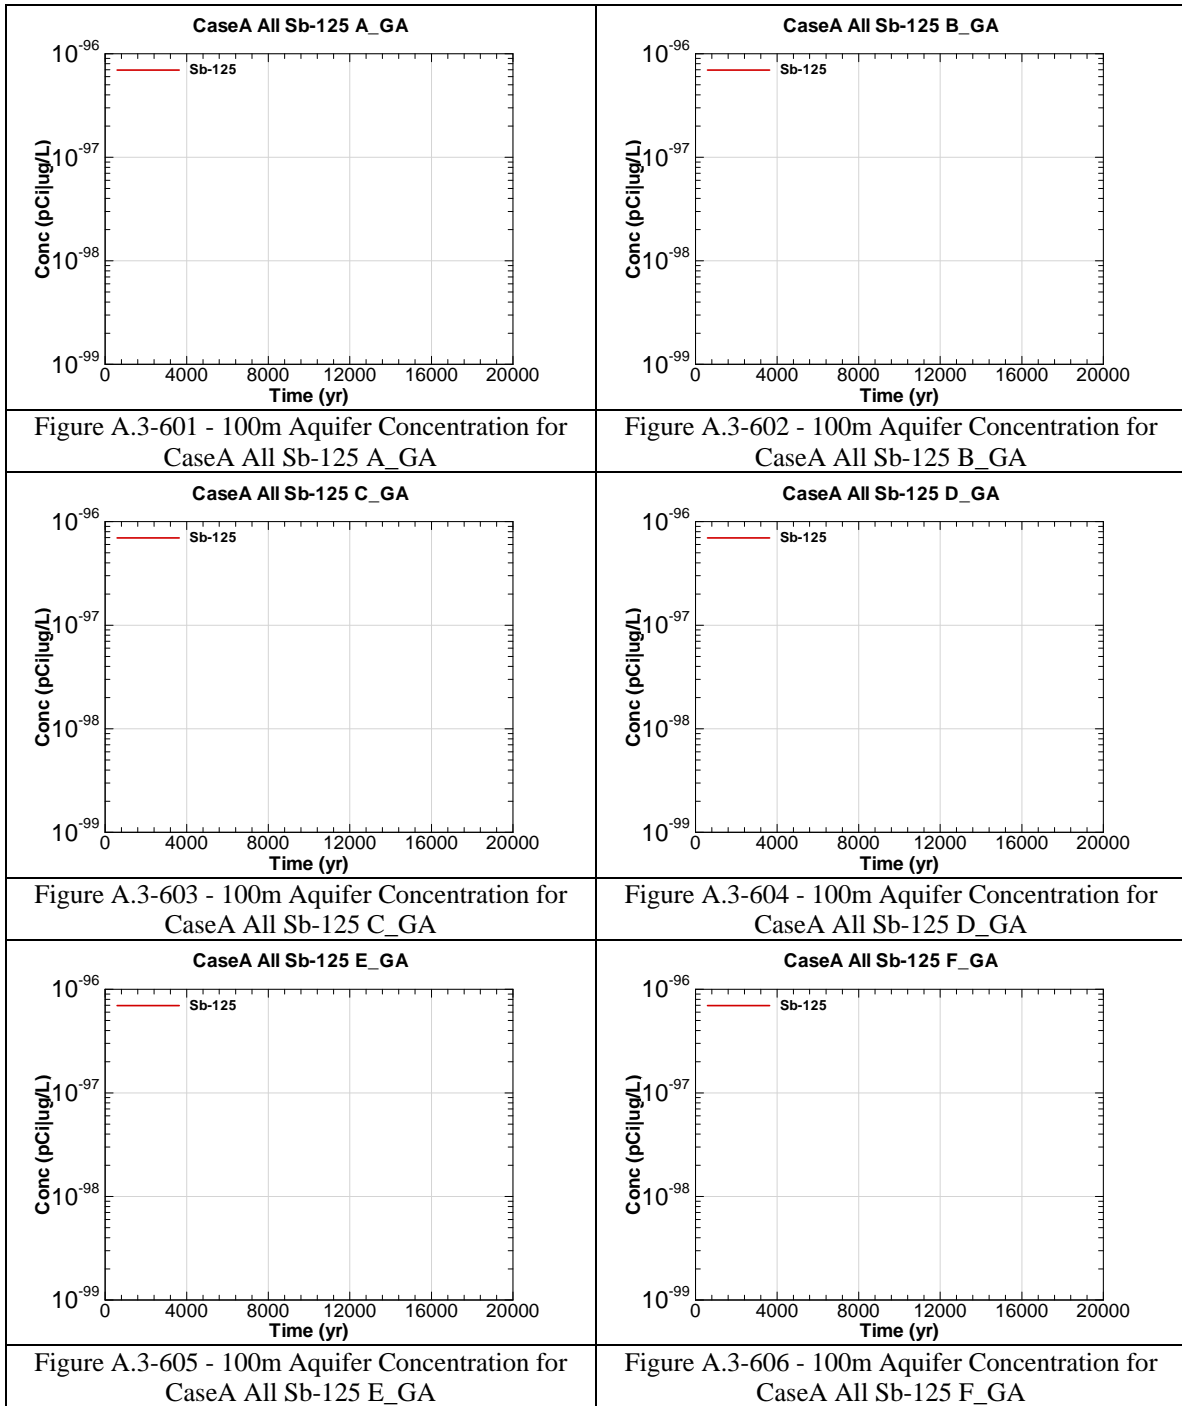 CaseA All Sb-125 A_GA
10-96
Sb-125
10-97
Conc (pCi|ug/L)
10-98
10-99
0 4000 8000 12000 16000 20000
Time (yr)
Figure A.3-601 - 100m Aquifer Concentration for
CaseA All Sb-125 A_GA
CaseA All Sb-125 B_GA
10-96
Sb-125
10-97
Conc (pCi|ug/L)
10-98
10-99
0 4000 8000 12000 16000 20000
Time (yr)
Figure A.3-602 - 100m Aquifer Concentration for
CaseA All Sb-125 B_GA
CaseA All Sb-125 C_GA
10-96
Sb-125
10-97
Conc (pCi|ug/L)
10-98
10-99
0 4000 8000 12000 16000 20000
Time (yr)
Figure A.3-603 - 100m Aquifer Concentration for
CaseA All Sb-125 C_GA
CaseA All Sb-125 D_GA
10-96
Sb-125
10-97
Conc (pCi|ug/L)
10-98
10-99
0 4000 8000 12000 16000 20000
Time (yr)
Figure A.3-604 - 100m Aquifer Concentration for
CaseA All Sb-125 D_GA
CaseA All Sb-125 E_GA
10-96
Sb-125
10-97
Conc (pCi|ug/L)
10-98
10-99
0 4000 8000 12000 16000 20000
Time (yr)
Figure A.3-605 - 100m Aquifer Concentration for
CaseA All Sb-125 E_GA
CaseA All Sb-125 F_GA
10-96
Sb-125
10-97
Conc (pCi|ug/L)
10-98
10-99
0 4000 8000 12000 16000 20000
Time (yr)
Figure A.3-606 - 100m Aquifer Concentration for
CaseA All Sb-125 F_GA